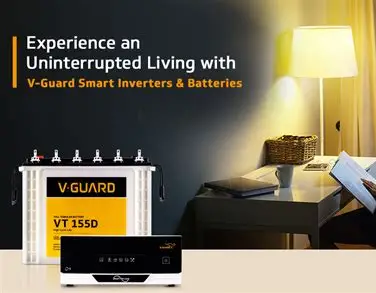 Experience an
Uninterrupted Living with
V-Guard Smart Inverters & Batteries
V-GUARD
VT 155D